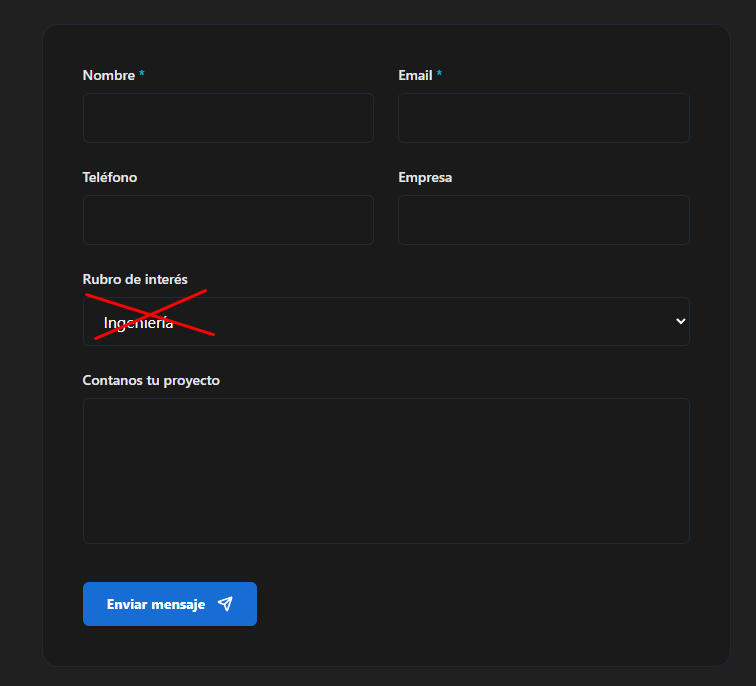 Nombre *
Email *
Teléfono
Empresa
Rubro de interés
Ingeniería
Contanos tu proyecto
Enviar mensaje